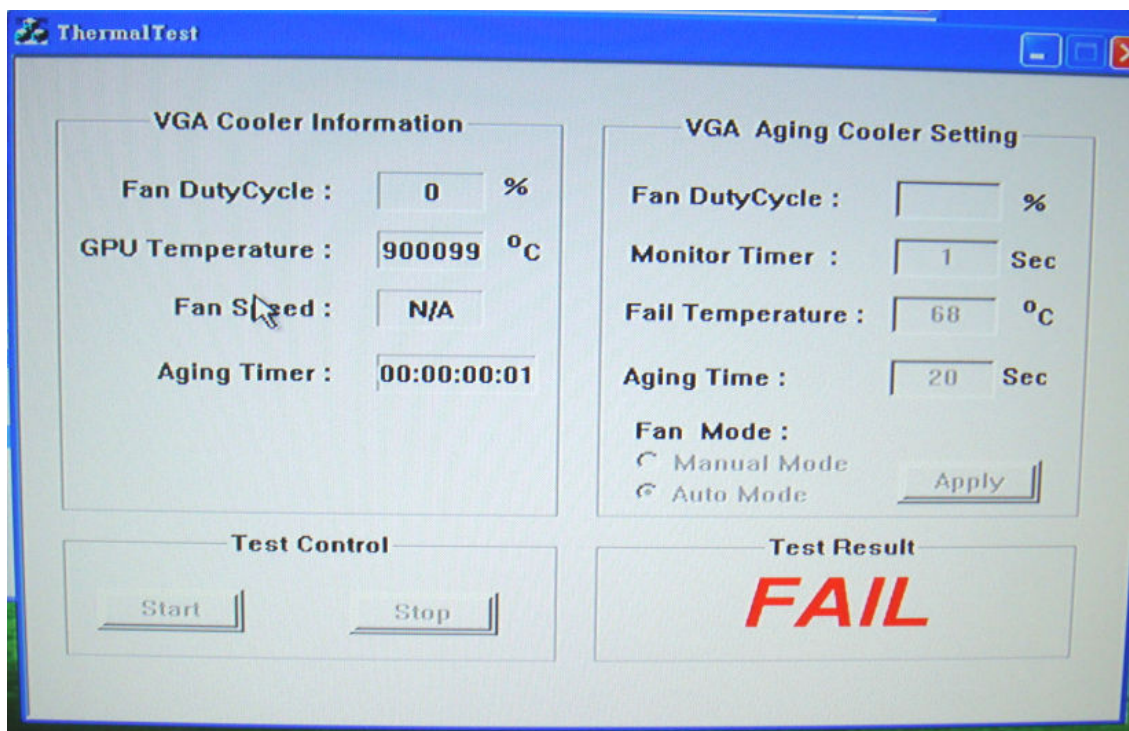 ThermalTest
VGA Cooler Information
Fan DutyCycle : 0 %
GPU Temperature : 900099 °C
Fan Speed : N/A
Aging Timer : 00:00:00:01
VGA Aging Cooler Setting
Fan DutyCycle : %
Monitor Timer : 1 Sec
Fail Temperature : 68 °C
Aging Time : 20 Sec
Fan Mode :
Manual Mode
Auto Mode
Apply
Test Control
Start Stop
Test Result
FAIL